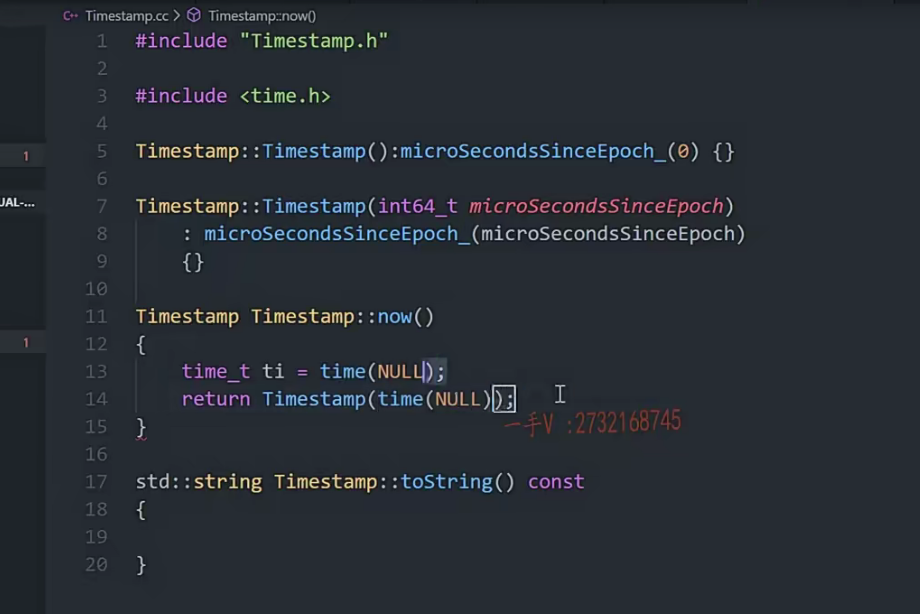 C++ Timestamp.cc > Timestamp::now()
1 #include "Timestamp.h"
2
3 #include <time.h>
4
1 5 Timestamp::Timestamp():microSecondsSinceEpoch_(0) {}
6
UAL-... 7 Timestamp::Timestamp(int64_t microSecondsSinceEpoch)
8 : microSecondsSinceEpoch_(microSecondsSinceEpoch)
9 {}
10
11 Timestamp Timestamp::now()
1 12 {
13 time_t ti = time(NULL);
14 return Timestamp(time(NULL));
一手V :2732168745
15 }
16
17 std::string Timestamp::toString() const
18 {
19
20 }